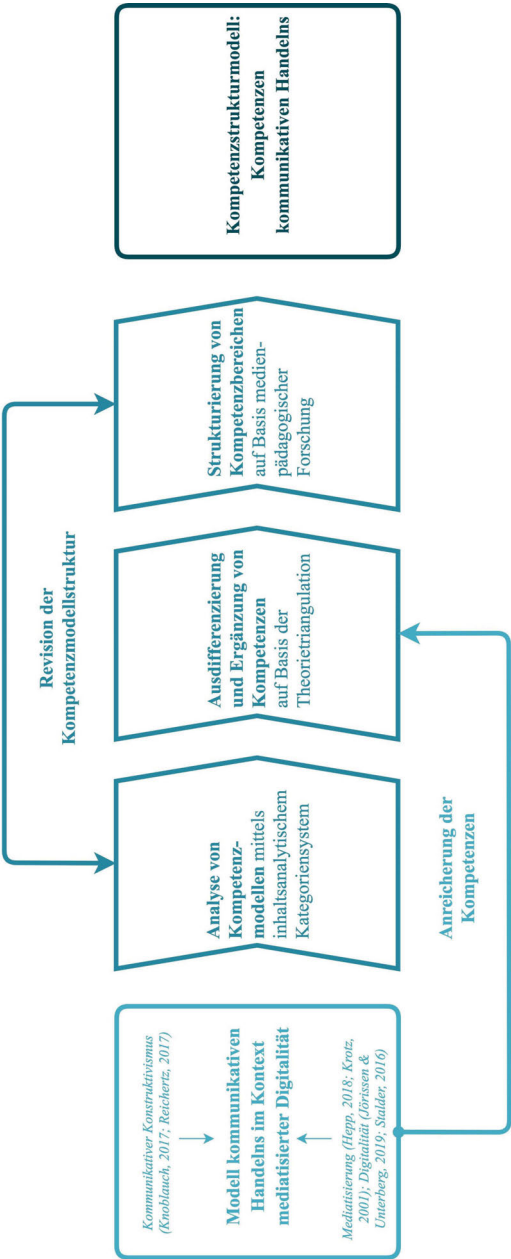 Kommunikativer Konstruktivismus
(Knoblauch, 2017; Reichertz, 2017)
Modell kommunikativen
Handelns im Kontext
mediatisierter Digitalität
Mediatisierung (Hepp, 2018; Krotz,
2001); Digitalität (Jörissen &
Unterberg, 2019; Stalder, 2016)
Revision der
Kompetenzmodellstruktur
Analyse von
Kompetenz-
modellen mittels
inhaltsanalytischem
Kategoriensystem
Ausdifferenzierung
und Ergänzung von
Kompetenzen
auf Basis der
Theorietriangulation
Strukturierung von
Kompetenzbereichen
auf Basis medien-
pädagogischer
Forschung
Anreicherung der
Kompetenzen
Kompetenzstrukturmodell:
Kompetenzen
kommunikativen Handelns